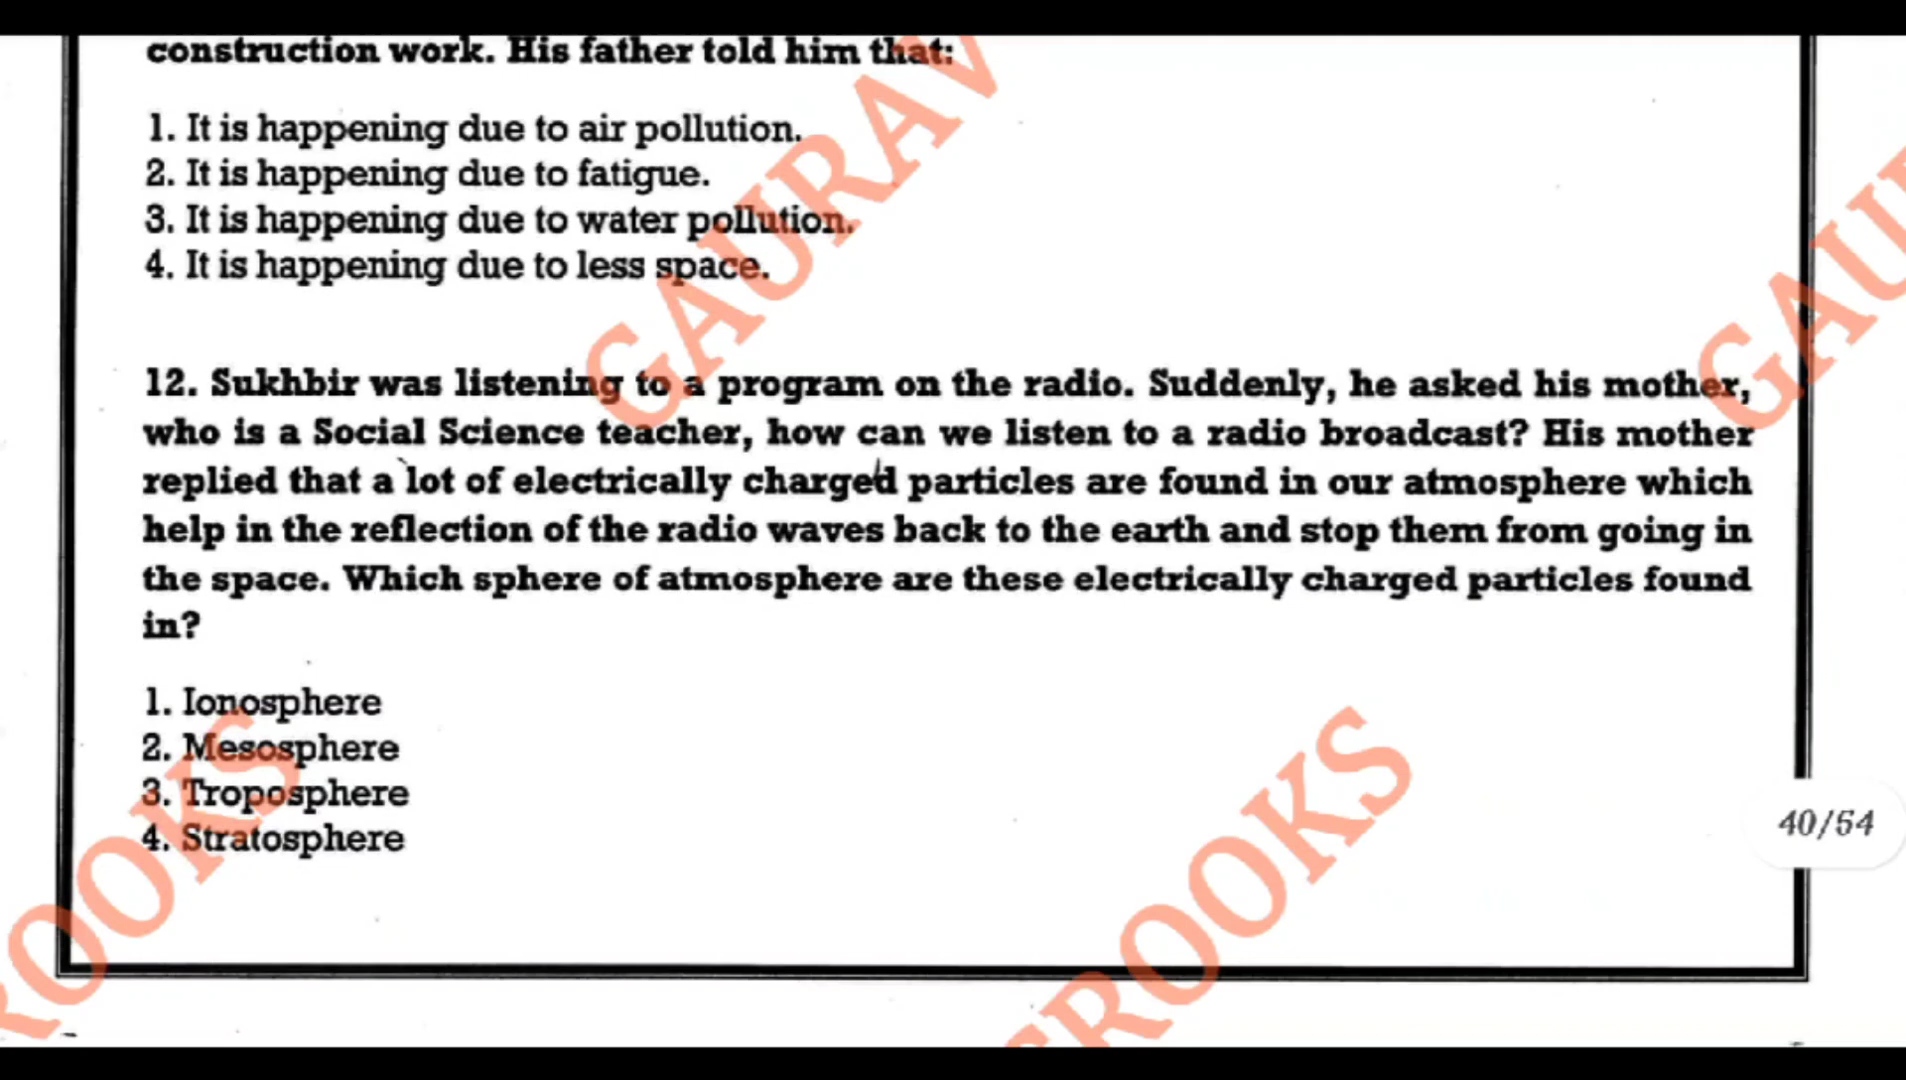 construction work. His father told him that:
1. It is happening due to air pollution.
2. It is happening due to fatigue.
3. It is happening due to water pollution.
4. It is happening due to less space.
12. Sukhbir was listening to a program on the radio. Suddenly, he asked his mother,
who is a Social Science teacher, how can we listen to a radio broadcast? His mother
replied that a lot of electrically charged particles are found in our atmosphere which
help in the reflection of the radio waves back to the earth and stop them from going in
the space. Which sphere of atmosphere are these electrically charged particles found
in?
1. Ionosphere
2. Mesosphere
3. Troposphere
4. Stratosphere
40/54
GAURAV
GAU
ROOKS
ROOKS